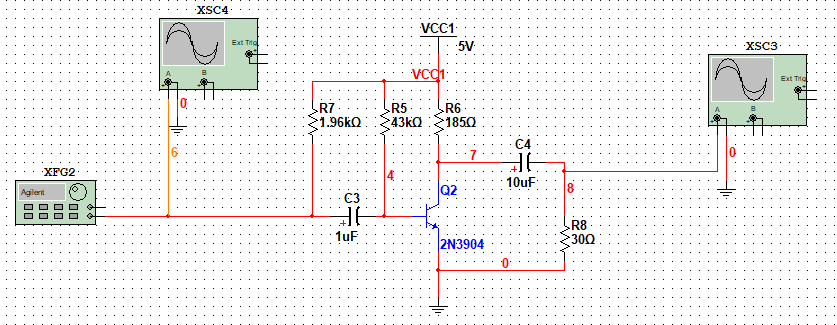 XSC4
Ext Trig
A B
0
VCC1
5V
VCC1
XSC3
Ext Trig
A B
0
R7
1.96kΩ
R5
43kΩ
R6
185Ω
6
4
7
C4
10uF
8
XFG2
Agilent
C3
1uF
Q2
2N3904
R8
30Ω
0